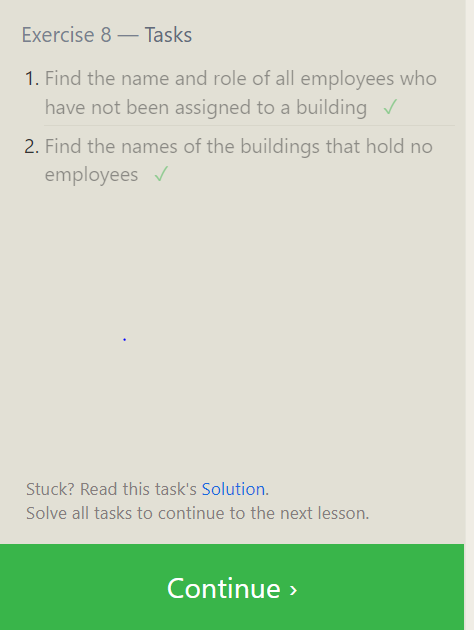 Exercise 8 — Tasks
1. Find the name and role of all employees who
have not been assigned to a building ✓
2. Find the names of the buildings that hold no
employees ✓
Stuck? Read this task's Solution.
Solve all tasks to continue to the next lesson.
Continue ›